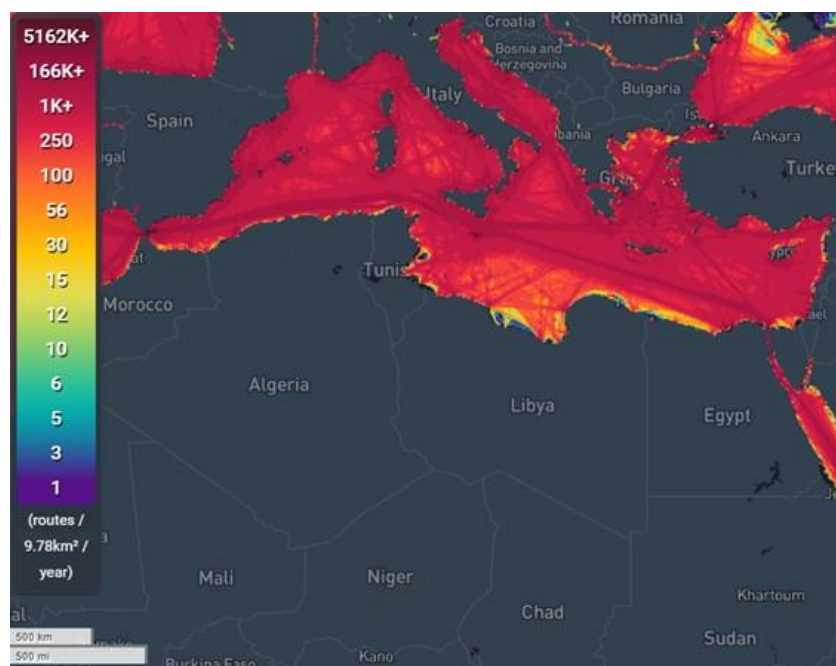 5162K+
166K+
1K+
250
100
56
30
15
12
10
6
5
3
1
(routes /
9.78km² /
year)
Croatia
Romania
Bosnia and
Herzegovina
Italy
Bulgaria
Spain
Ankara
Turke
Tunis
Morocco
Algeria
Libya
Egypt
Mali
Niger
Chad
Khartoum
Sudan
Burkina Faso
Kano
500 km
500 mi